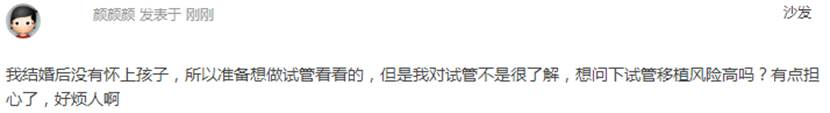 颜颜颜 发表于 刚刚
沙发
我结婚后没有怀上孩子，所以准备想做试管看看的，但是我对试管不是很了解，想问下试管移植风险高吗？有点担
心了，好烦人啊